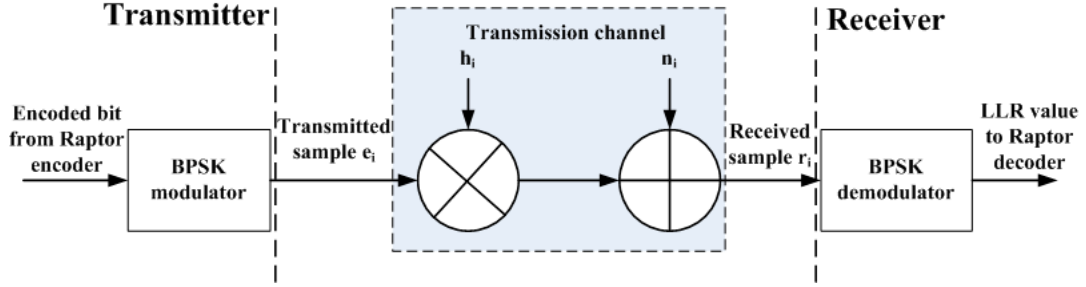 Transmitter
Receiver
Transmission channel
hᵢ
nᵢ
Encoded bit
from Raptor
encoder
BPSK
modulator
Transmitted
sample eᵢ
Received
sample rᵢ
BPSK
demodulator
LLR value
to Raptor
decoder